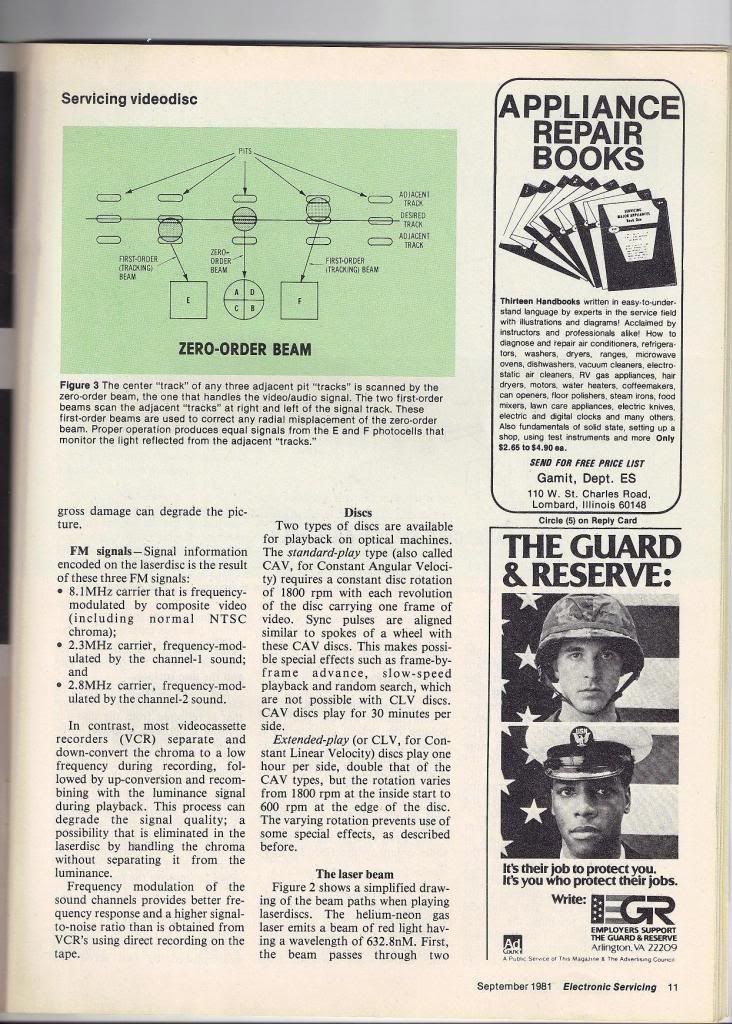 Servicing videodisc
PITS
ADJACENT
TRACK
DESIRED
TRACK
ADJACENT
TRACK
FIRST-ORDER
(TRACKING)
BEAM
ZERO-
ORDER
BEAM
FIRST-ORDER
(TRACKING) BEAM
E
A D
C B
F
ZERO-ORDER BEAM
Figure 3 The center "track" of any three adjacent pit "tracks" is scanned by the
zero-order beam, the one that handles the video/audio signal. The two first-order
beams scan the adjacent "tracks" at right and left of the signal track. These
first-order beams are used to correct any radial misplacement of the zero-order
beam. Proper operation produces equal signals from the E and F photocells that
monitor the light reflected from the adjacent "tracks."
gross damage can degrade the pic-
ture.
FM signals—Signal information
encoded on the laserdisc is the result
of these three FM signals:
• 8.1MHz carrier that is frequency-
modulated by composite video
(including normal NTSC
chroma);
• 2.3MHz carrier, frequency-mod-
ulated by the channel-1 sound;
and
• 2.8MHz carrier, frequency-mod-
ulated by the channel-2 sound.
In contrast, most videocassette
recorders (VCR) separate and
down-convert the chroma to a low
frequency during recording, fol-
lowed by up-conversion and recom-
bining with the luminance signal
during playback. This process can
degrade the signal quality; a
possibility that is eliminated in the
laserdisc by handling the chroma
without separating it from the
luminance.
Frequency modulation of the
sound channels provides better fre-
quency response and a higher signal-
to-noise ratio than is obtained from
VCR's using direct recording on the
tape.
Discs
Two types of discs are available
for playback on optical machines.
The standard-play type (also called
CAV, for Constant Angular Veloci-
ty) requires a constant disc rotation
of 1800 rpm with each revolution
of the disc carrying one frame of
video. Sync pulses are aligned
similar to spokes of a wheel with
these CAV discs. This makes possi-
ble special effects such as frame-by-
frame advance, slow-speed
playback and random search, which
are not possible with CLV discs.
CAV discs play for 30 minutes per
side.
Extended-play (or CLV, for Con-
stant Linear Velocity) discs play one
hour per side, double that of the
CAV types, but the rotation varies
from 1800 rpm at the inside start to
600 rpm at the edge of the disc.
The varying rotation prevents use of
some special effects, as described
before.
The laser beam
Figure 2 shows a simplified draw-
ing of the beam paths when playing
laserdiscs. The helium-neon gas
laser emits a beam of red light hav-
ing a wavelength of 632.8nM. First,
the beam passes through two
APPLIANCE
REPAIR
BOOKS
SERVICING
MAJOR APPLIANCES
Thirteen Handbooks written in easy-to-under-
stand language by experts in the service field
with illustrations and diagrams! Acclaimed by
instructors and professionals alike! How to
diagnose and repair air conditioners, refrigera-
tors, washers, dryers, ranges, microwave
ovens, dishwashers, vacuum cleaners, electro-
static air cleaners, RV gas appliances, hair
dryers, motors, water heaters, coffeemakers,
can openers, floor polishers, steam irons, food
mixers, lawn care appliances, electric knives,
electric and digital clocks and many others.
Also fundamentals of solid state, setting up a
shop, using test instruments and more Only
$2.65 to $4.90 ea.
SEND FOR FREE PRICE LIST
Gamit, Dept. ES
110 W. St. Charles Road,
Lombard, Illinois 60148
Circle (5) on Reply Card
THE GUARD
& RESERVE:
USN
It's their job to protect you.
It's you who protect their jobs.
Write:
EGR
EMPLOYERS SUPPORT
THE GUARD & RESERVE
Arlington, VA 22209
Ad
Council
A Public Service of This Magazine & The Advertising Council
September 1981 Electronic Servicing 11